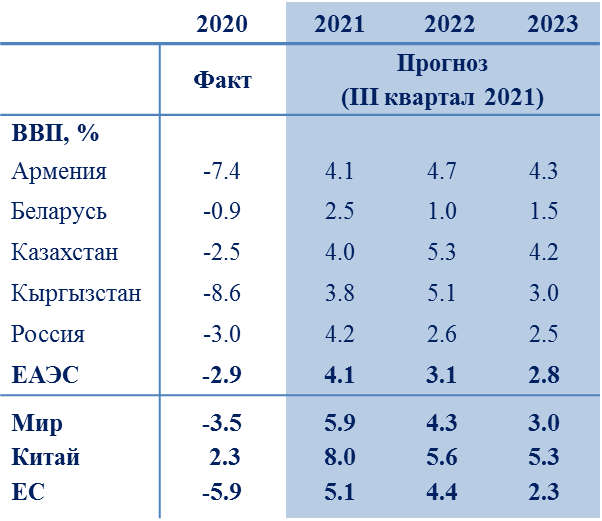 2020 2021 2022 2023
Факт Прогноз
(III квартал 2021)
ВВП, %
Армения -7.4 4.1 4.7 4.3
Беларусь -0.9 2.5 1.0 1.5
Казахстан -2.5 4.0 5.3 4.2
Кыргызстан -8.6 3.8 5.1 3.0
Россия -3.0 4.2 2.6 2.5
ЕАЭС -2.9 4.1 3.1 2.8
Мир -3.5 5.9 4.3 3.0
Китай 2.3 8.0 5.6 5.3
ЕС -5.9 5.1 4.4 2.3